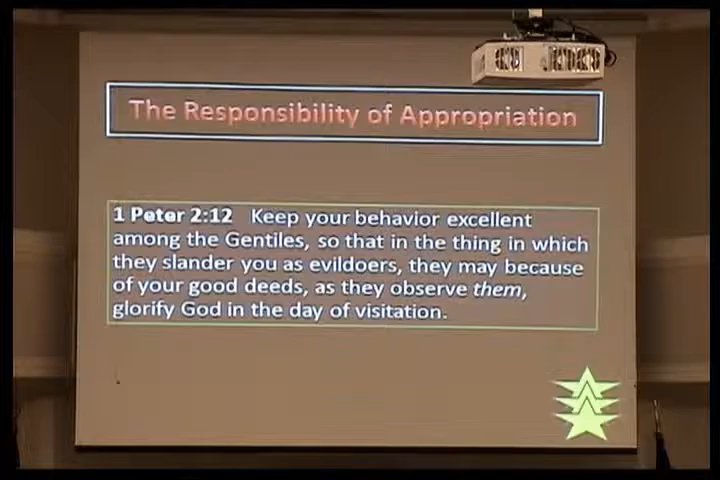 The Responsibility of Appropriation
1 Peter 2:12 Keep your behavior excellent
among the Gentiles, so that in the thing in which
they slander you as evildoers, they may because
of your good deeds, as they observe them,
glorify God in the day of visitation.